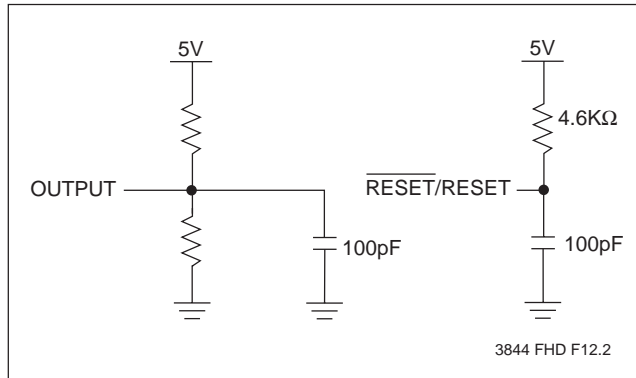 5V
OUTPUT
100pF
5V
4.6KΩ
RESET/RESET
100pF
3844 FHD F12.2